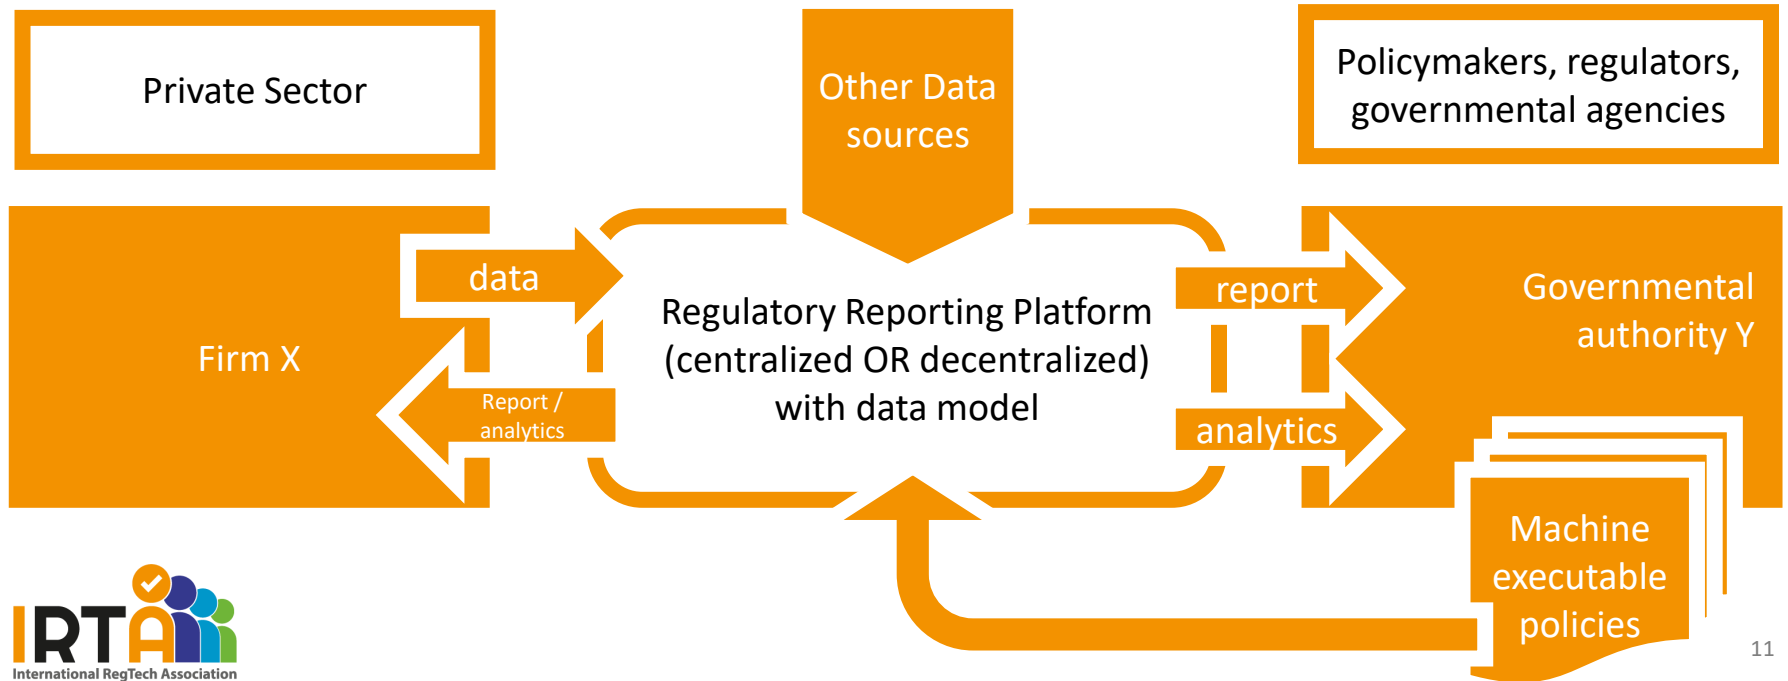 Private Sector
Other Data
sources
Policymakers, regulators,
governmental agencies
Firm X
data
Report /
analytics
Regulatory Reporting Platform
(centralized OR decentralized)
with data model
report
analytics
Governmental
authority Y
Machine
executable
policies
IRTA
International RegTech Association
11